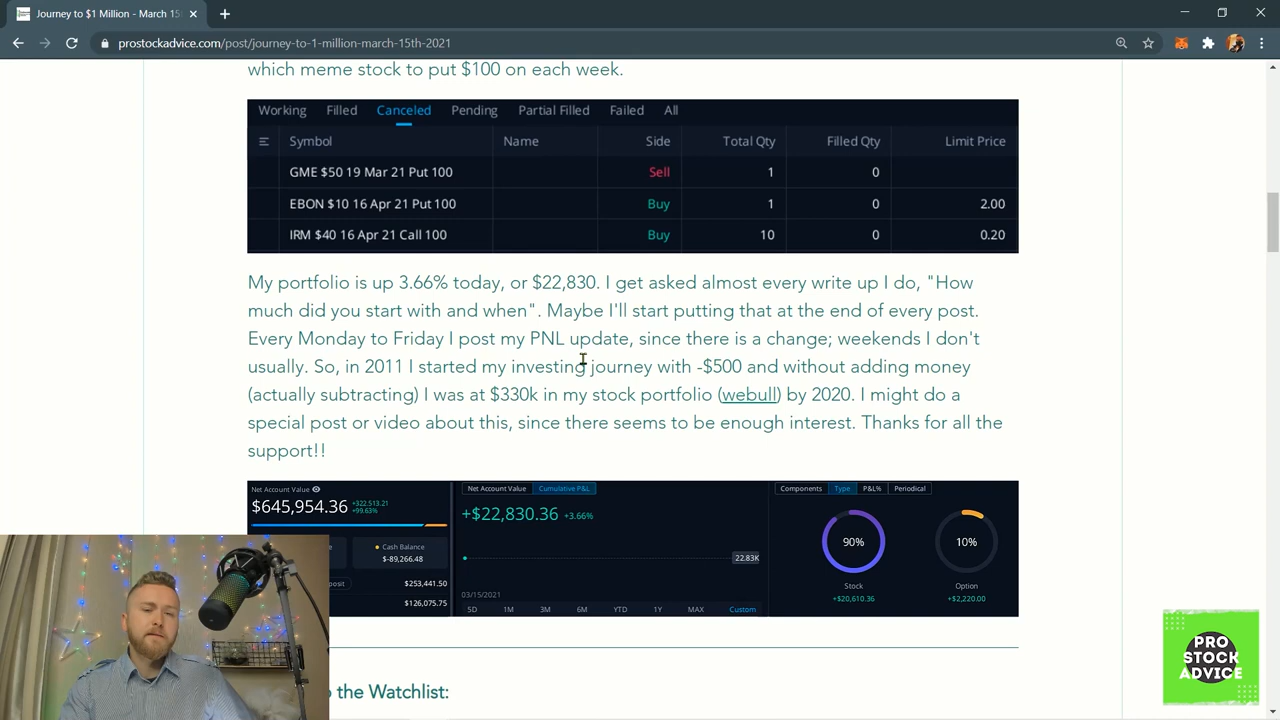 Journey to $1 Million - March 15t
prostockadvice.com/post/journey-to-1-million-march-15th-2021
which meme stock to put $100 on each week.
Working Filled Canceled Pending Partial Filled Failed All
Symbol Name Side Total Qty Filled Qty Limit Price
GME $50 19 Mar 21 Put 100 Sell 1 0
EBON $10 16 Apr 21 Put 100 Buy 1 0 2.00
IRM $40 16 Apr 21 Call 100 Buy 10 0 0.20
My portfolio is up 3.66% today, or $22,830. I get asked almost every write up I do, "How
much did you start with and when". Maybe I'll start putting that at the end of every post.
Every Monday to Friday I post my PNL update, since there is a change; weekends I don't
usually. So, in 2011 I started my investing journey with -$500 and without adding money
(actually subtracting) I was at $330k in my stock portfolio (webull) by 2020. I might do a
special post or video about this, since there seems to be enough interest. Thanks for all the
support!!
Net Account Value Net Account Value Cumulative P&L Components Type P&L% Periodical
$645,954.36 +322,513.21
+99.63%
+$22,830.36 +3.66%
Cash Balance
$-89,266.48
22.83K
90% 10%
posit $253,441.50
$126,075.75
03/15/2021
5D 1M 3M 6M YTD 1Y MAX Custom
Stock Option
+$20,610.36 +$2,220.00
the Watchlist:
PRO
STOCK
ADVICE